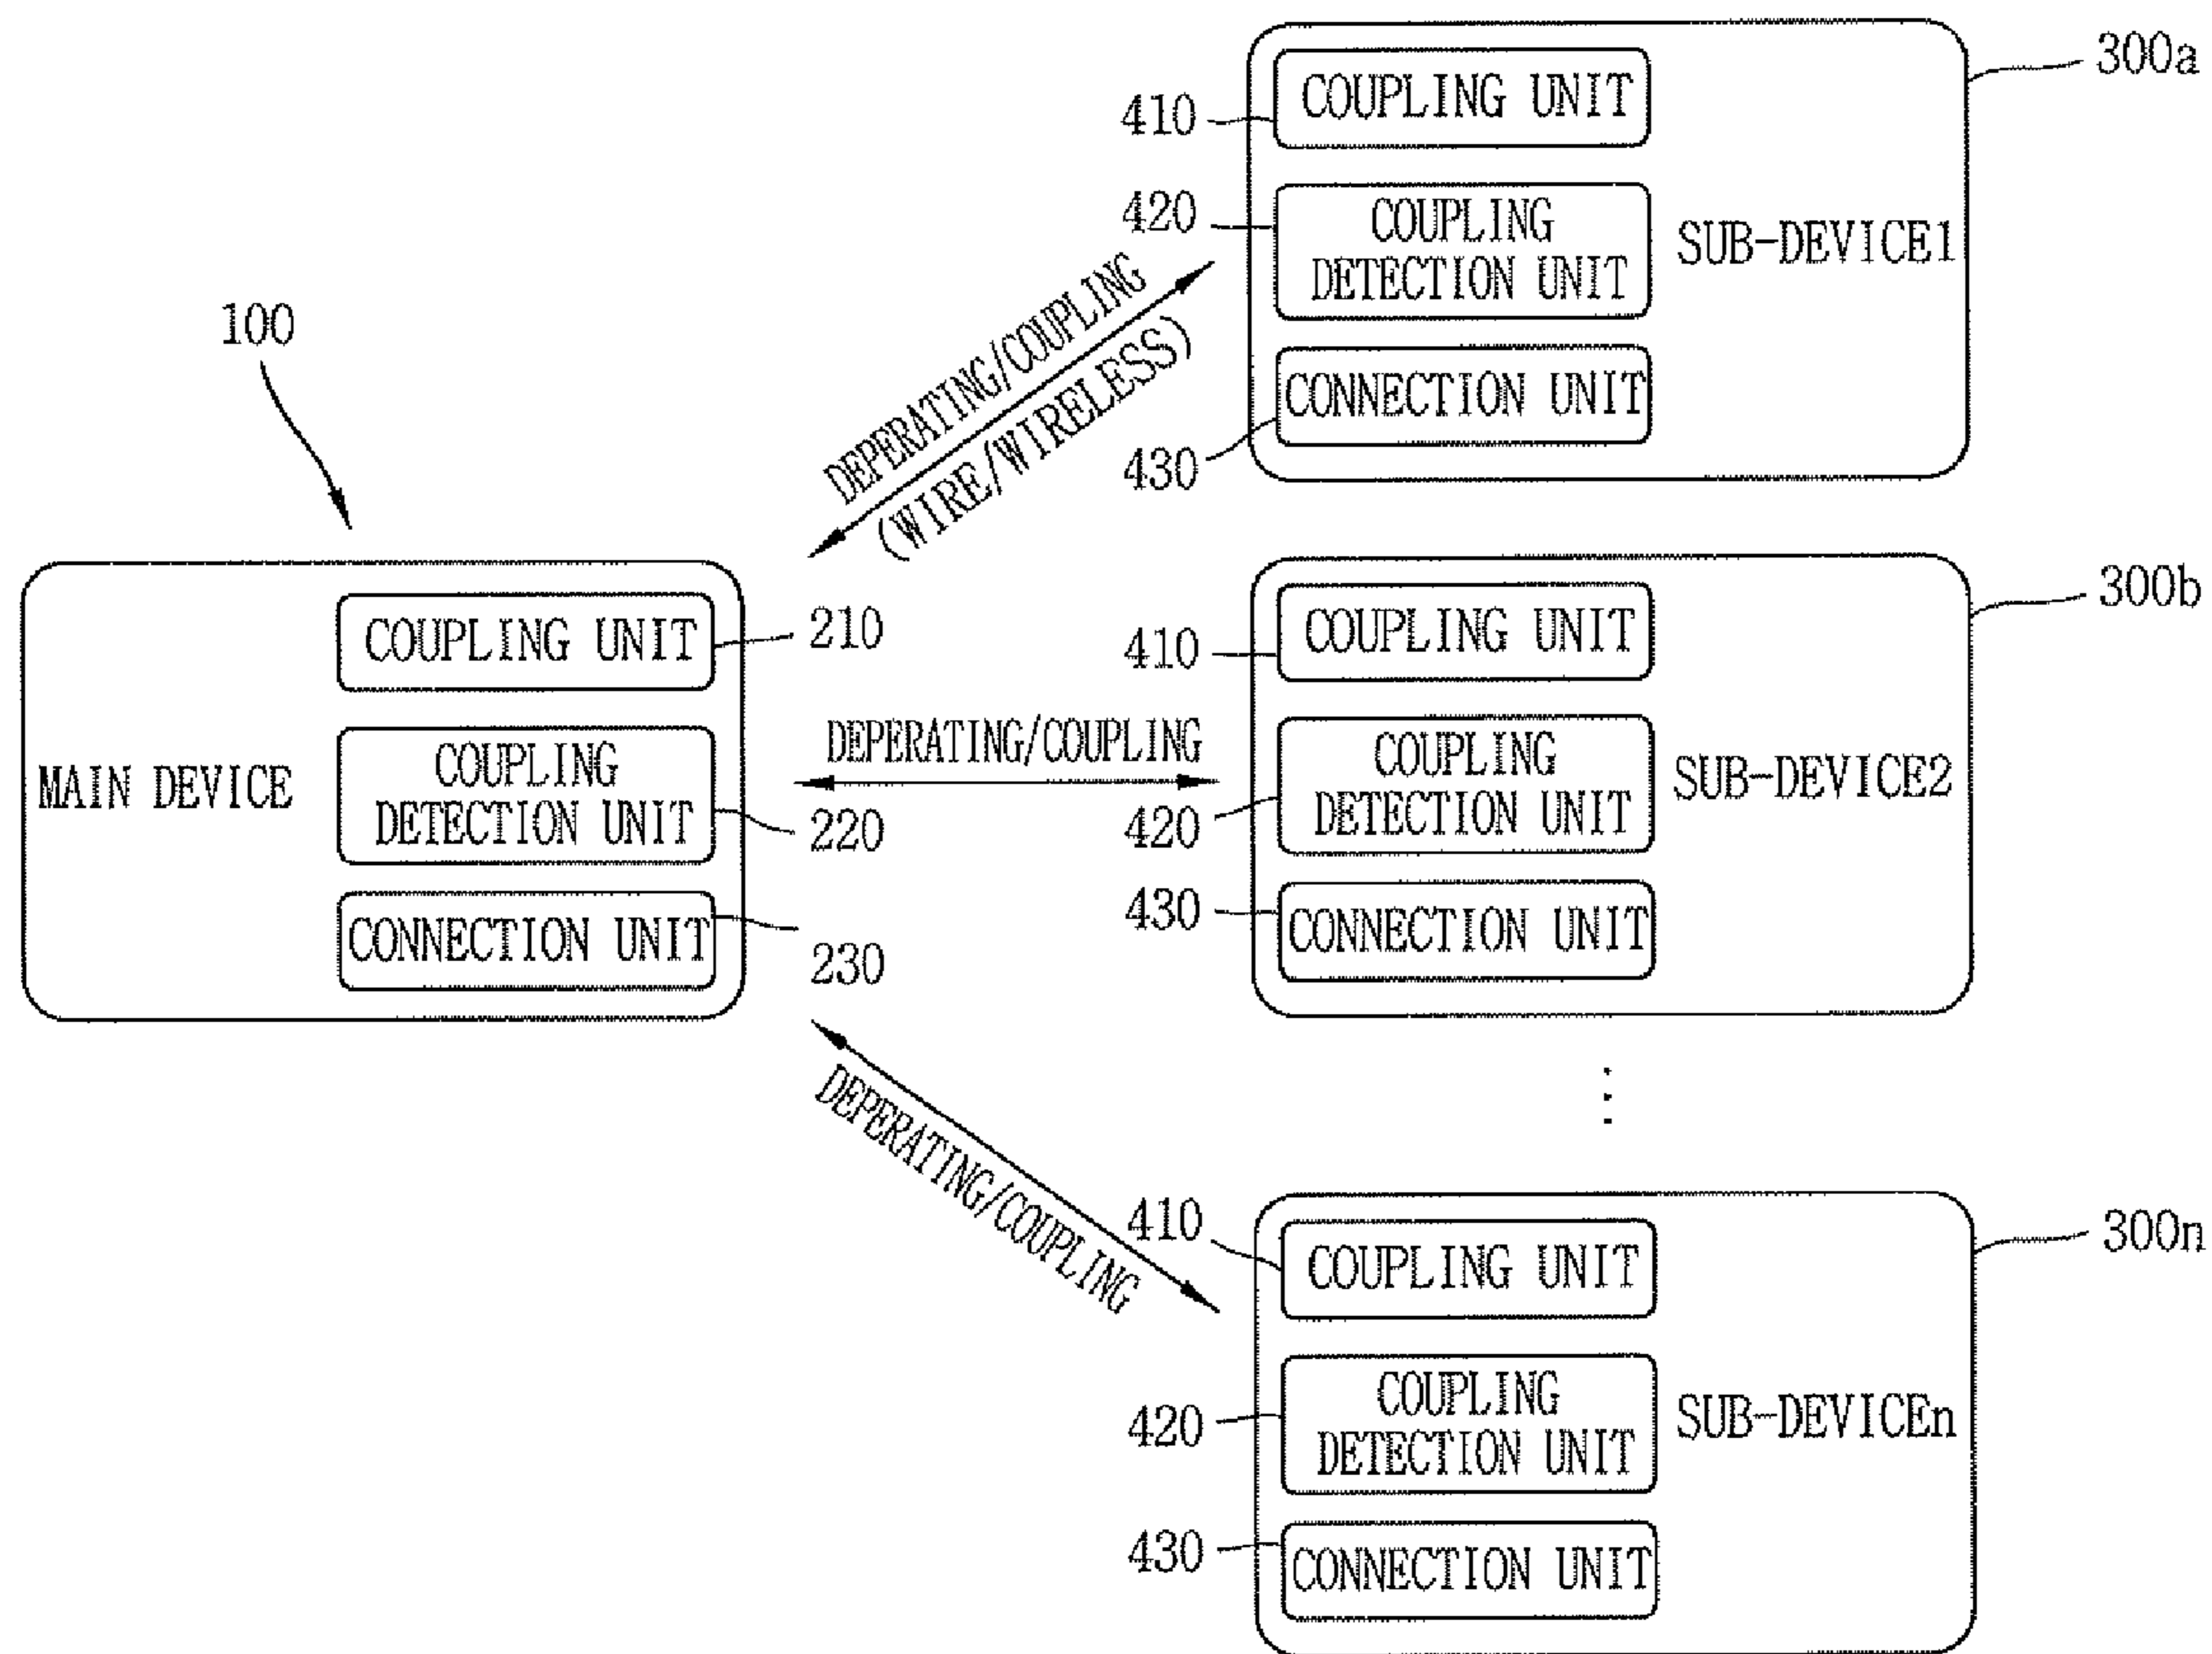 100
MAIN DEVICE
COUPLING UNIT
210
COUPLING
DETECTION UNIT
220
CONNECTION UNIT
230
DEPERATING/COUPLING
(WIRE/WIRELESS)
DEPERATING/COUPLING
DEPERATING/COUPLING
300a
410
COUPLING UNIT
420
COUPLING
DETECTION UNIT
SUB-DEVICE1
430
CONNECTION UNIT
300b
410
COUPLING UNIT
420
COUPLING
DETECTION UNIT
SUB-DEVICE2
430
CONNECTION UNIT
300n
410
COUPLING UNIT
420
COUPLING
DETECTION UNIT
SUB-DEVICEn
430
CONNECTION UNIT